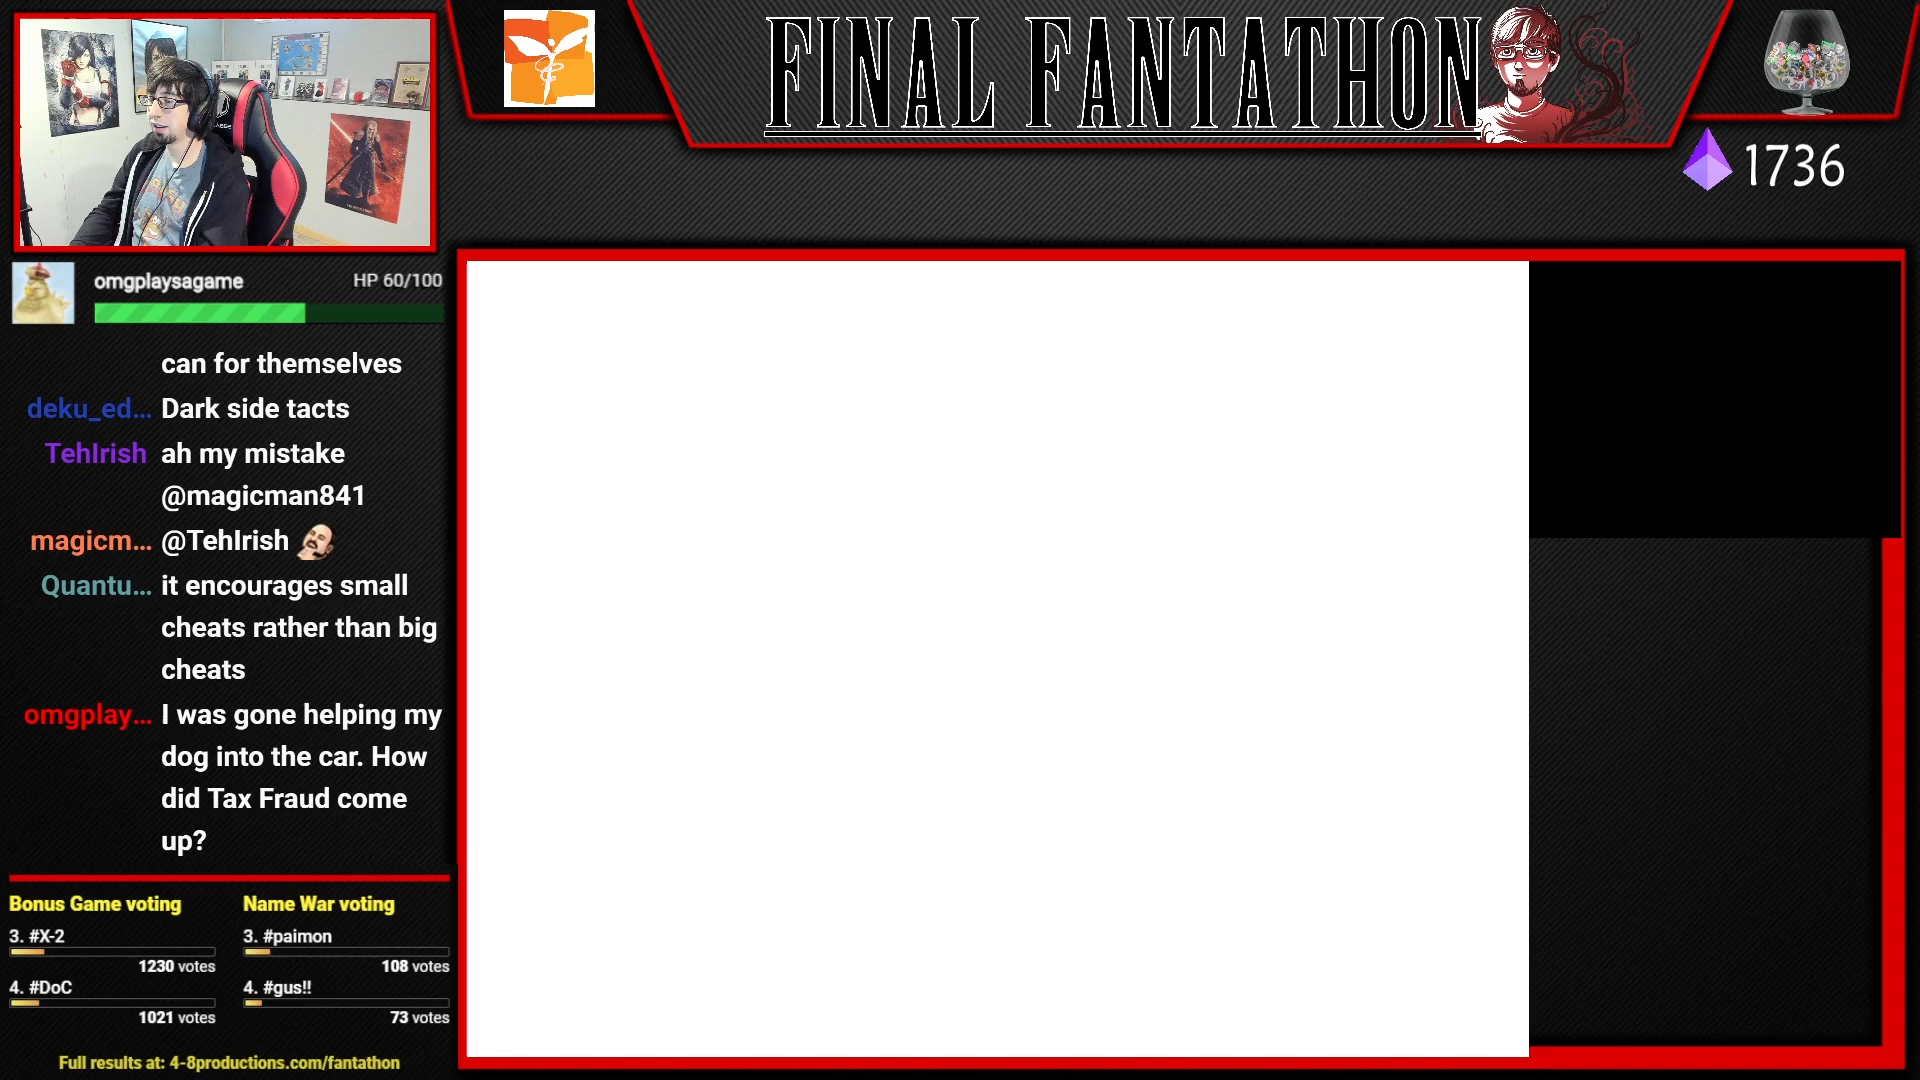 FINAL FANTATHON
1736
omgplaysagame HP 60/100
can for themselves
deku_ed... Dark side tacts
TehIrish ah my mistake
@magicman841
magicm... @TehIrish
Quantu... it encourages small
cheats rather than big
cheats
omgplay... I was gone helping my
dog into the car. How
did Tax Fraud come
up?
Bonus Game voting
3. #X-2
1230 votes
4. #DoC
1021 votes
Name War voting
3. #paimon
108 votes
4. #gus!!
73 votes
Full results at: 4-8productions.com/fantathon